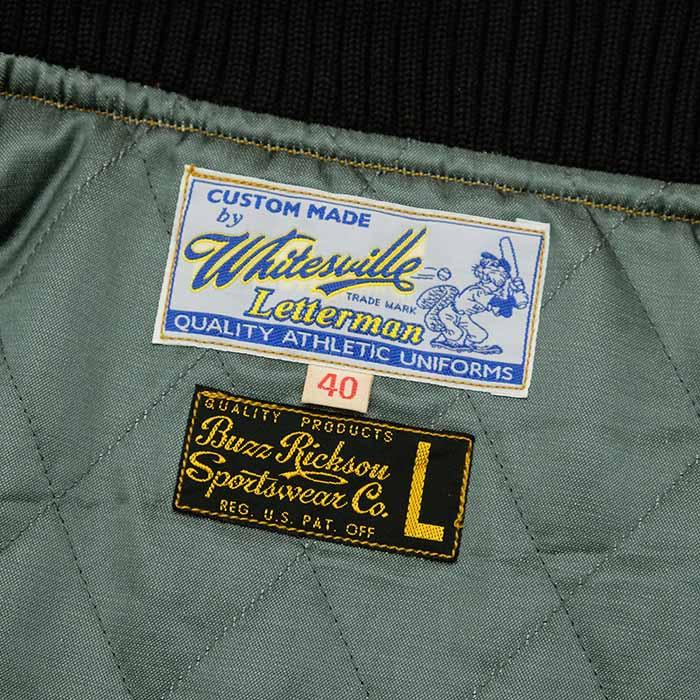 CUSTOM MADE
by
Whitesville
TRADE MARK
Letterman
QUALITY ATHLETIC UNIFORMS
40
QUALITY PRODUCTS
Buzz Rickson
Sportswear Co.
L
REG. U.S. PAT. OFF